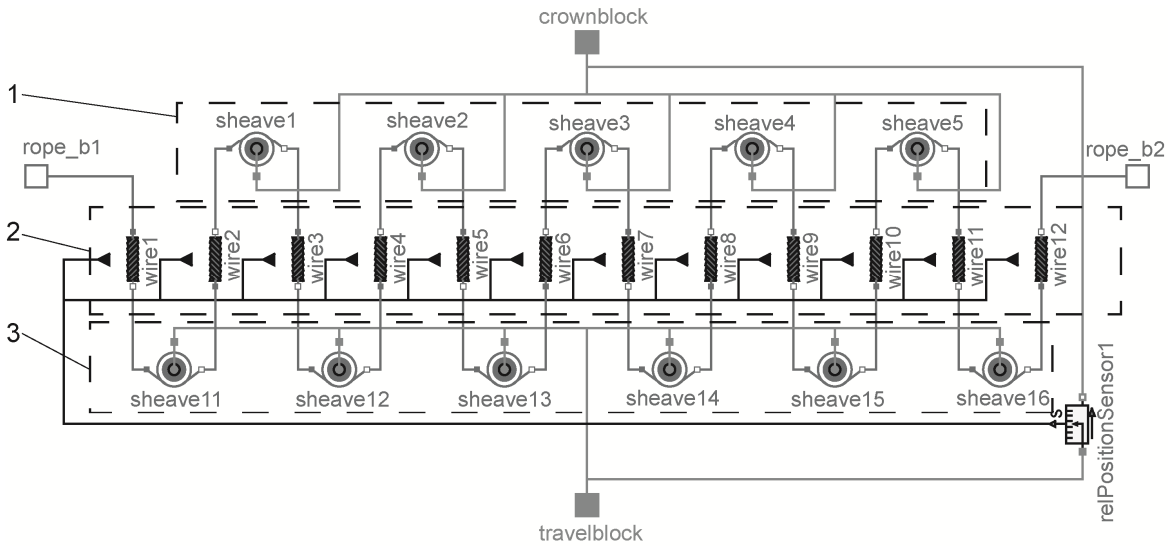 crownblock
1
sheave1 sheave2 sheave3 sheave4 sheave5
rope_b1
rope_b2
2
wire1 wire2 wire3 wire4 wire5 wire6 wire7 wire8 wire9 wire10 wire11 wire12
3
sheave11 sheave12 sheave13 sheave14 sheave15 sheave16
s
relPositionSensor1
travelblock